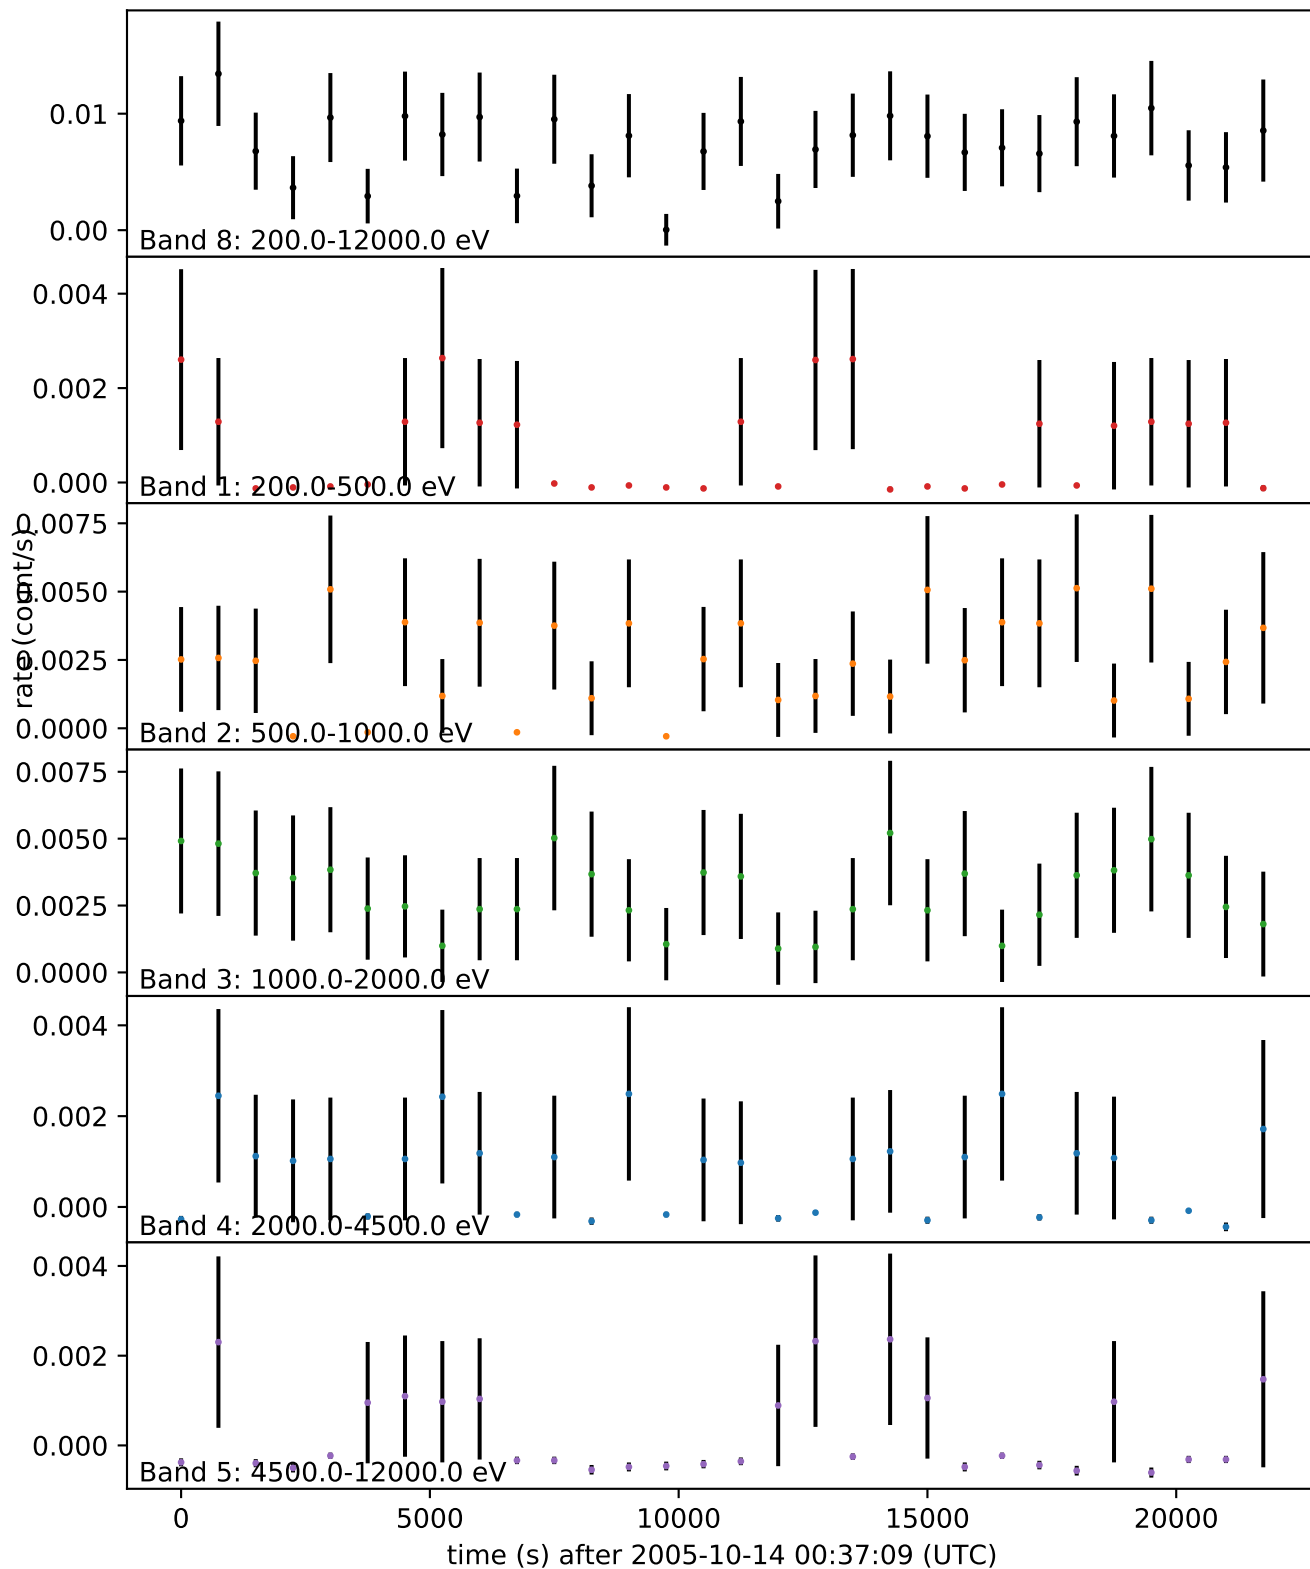 0.01
0.00
Band 8: 200.0-12000.0 eV
0.004
0.002
0.000
Band 1: 200.0-500.0 eV
rate (count/s)
0.0075
0.0050
0.0025
0.0000
Band 2: 500.0-1000.0 eV
0.0075
0.0050
0.0025
0.0000
Band 3: 1000.0-2000.0 eV
0.004
0.002
0.000
Band 4: 2000.0-4500.0 eV
0.004
0.002
0.000
Band 5: 4500.0-12000.0 eV
0 5000 10000 15000 20000
time (s) after 2005-10-14 00:37:09 (UTC)